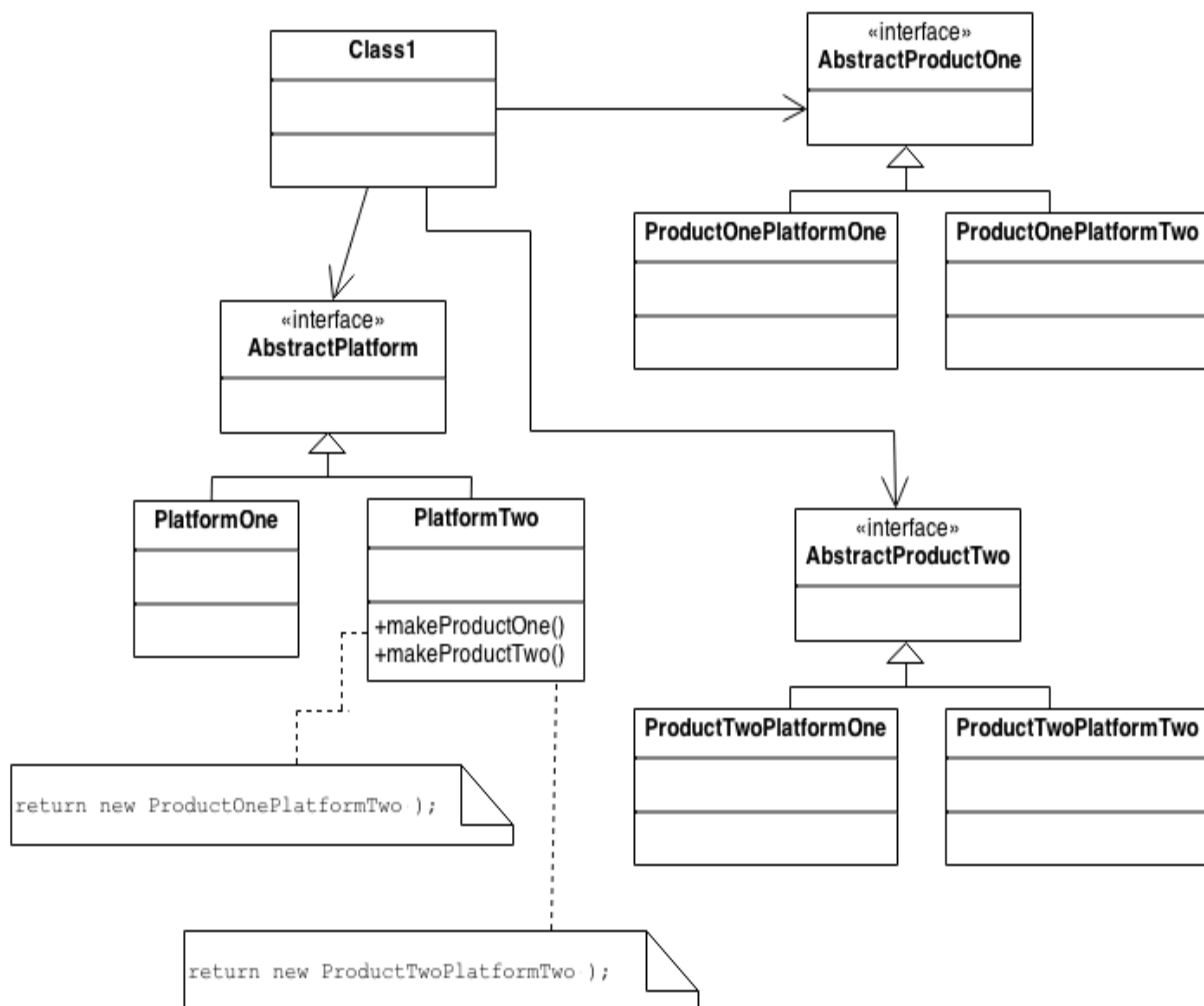 Class1
«interface»
AbstractProductOne
ProductOnePlatformOne
ProductOnePlatformTwo
«interface»
AbstractPlatform
PlatformOne
PlatformTwo
+makeProductOne()
+makeProductTwo()
«interface»
AbstractProductTwo
ProductTwoPlatformOne
ProductTwoPlatformTwo
return new ProductOnePlatformTwo );
return new ProductTwoPlatformTwo );